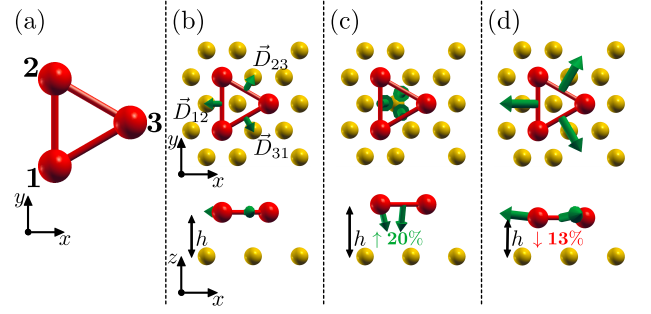 (a)
2
3
1
y
x
(b)
D⃗₂₃
D⃗₁₂
D⃗₃₁
y
x
h
z
x
(c)
h ↑ 20%
(d)
h ↓ 13%